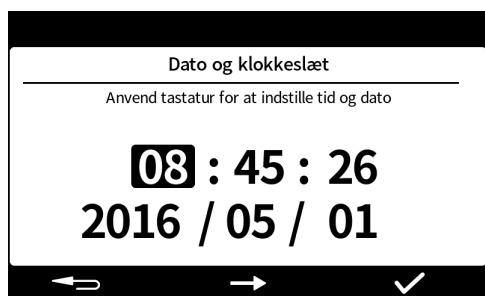 Dato og klokkeslæt
Anvend tastatur for at indstille tid og dato
08 : 45 : 26
2016 / 05 / 01